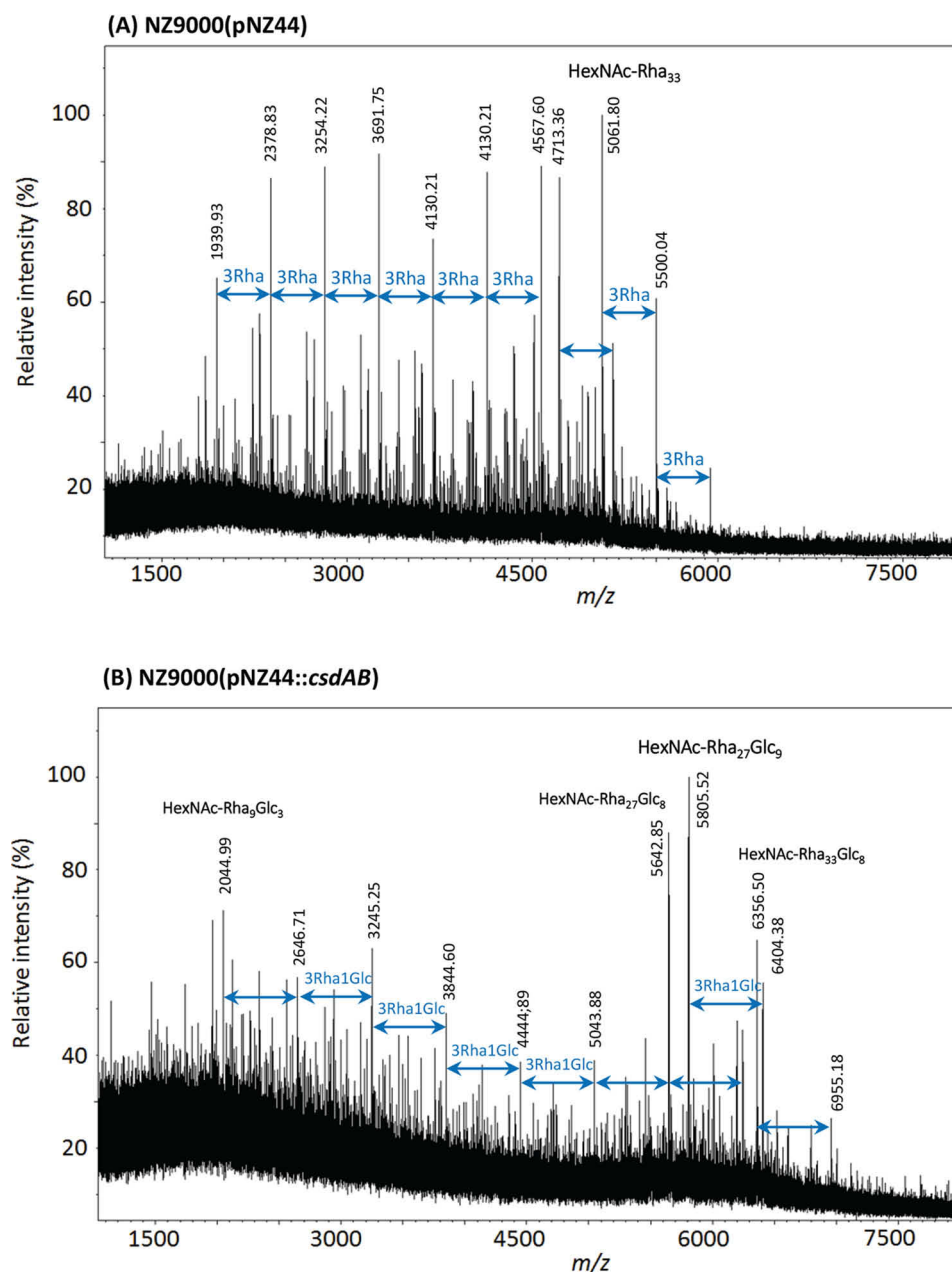 (A) NZ9000(pNZ44)
HexNAc-Rha₃₃
1939.93
2378.83
3254.22
3691.75
4130.21
4130.21
4567.60
4713.36
5061.80
5500.04
3Rha
3Rha
3Rha
3Rha
3Rha
3Rha
3Rha
3Rha
Relative intensity (%)
100
80
60
40
20
1500
3000
4500
6000
7500
m/z
(B) NZ9000(pNZ44::csdAB)
HexNAc-Rha₂₇Glc₉
HexNAc-Rha₂₇Glc₈
HexNAc-Rha₉Glc₃
HexNAc-Rha₃₃Glc₈
2044.99
2646.71
3245.25
3844.60
4444;89
5043.88
5642.85
5805.52
6356.50
6404.38
6955.18
3Rha1Glc
3Rha1Glc
3Rha1Glc
3Rha1Glc
3Rha1Glc
Relative intensity (%)
100
80
60
40
20
1500
3000
4500
6000
7500
m/z